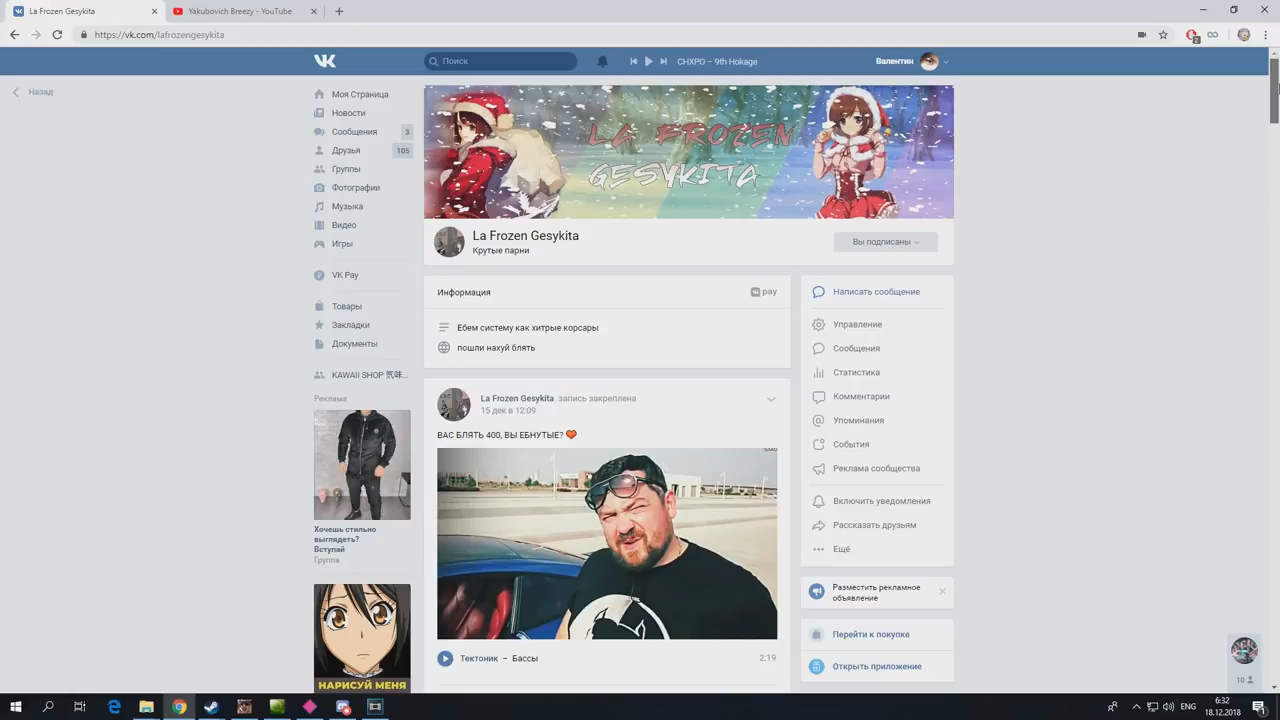 La Frozen Gesykita
Yakubovich Breezy - YouTube
https://vk.com/lafrozengesykita
2
Поиск
CHXPO – 9th Hokage
Валентин
Назад
Моя Страница
Новости
Сообщения 3
Друзья 105
Группы
Фотографии
Музыка
Видео
Игры
VK Pay
Товары
Закладки
Документы
KAWAII SHOP 気味...
Реклама
Хочешь стильно
выглядеть?
Вступай
Группа
НАРИСУЙ МЕНЯ
LA FROZEN
GESYKITA
La Frozen Gesykita
Крутые парни
Вы подписаны
Информация
pay
Ебем систему как хитрые корсары
пошли нахуй блять
La Frozen Gesykita запись закреплена
15 дек в 12:09
ВАС БЛЯТЬ 400, ВЫ ЕБНУТЫЕ?
Тектоник – Бассы
2:19
Написать сообщение
Управление
Сообщения
Статистика
Комментарии
Упоминания
События
Реклама сообщества
Включить уведомления
Рассказать друзьям
Ещё
Разместить рекламное
объявление
Перейти к покупке
Открыть приложение
10
ENG
6:32
18.12.2018
1